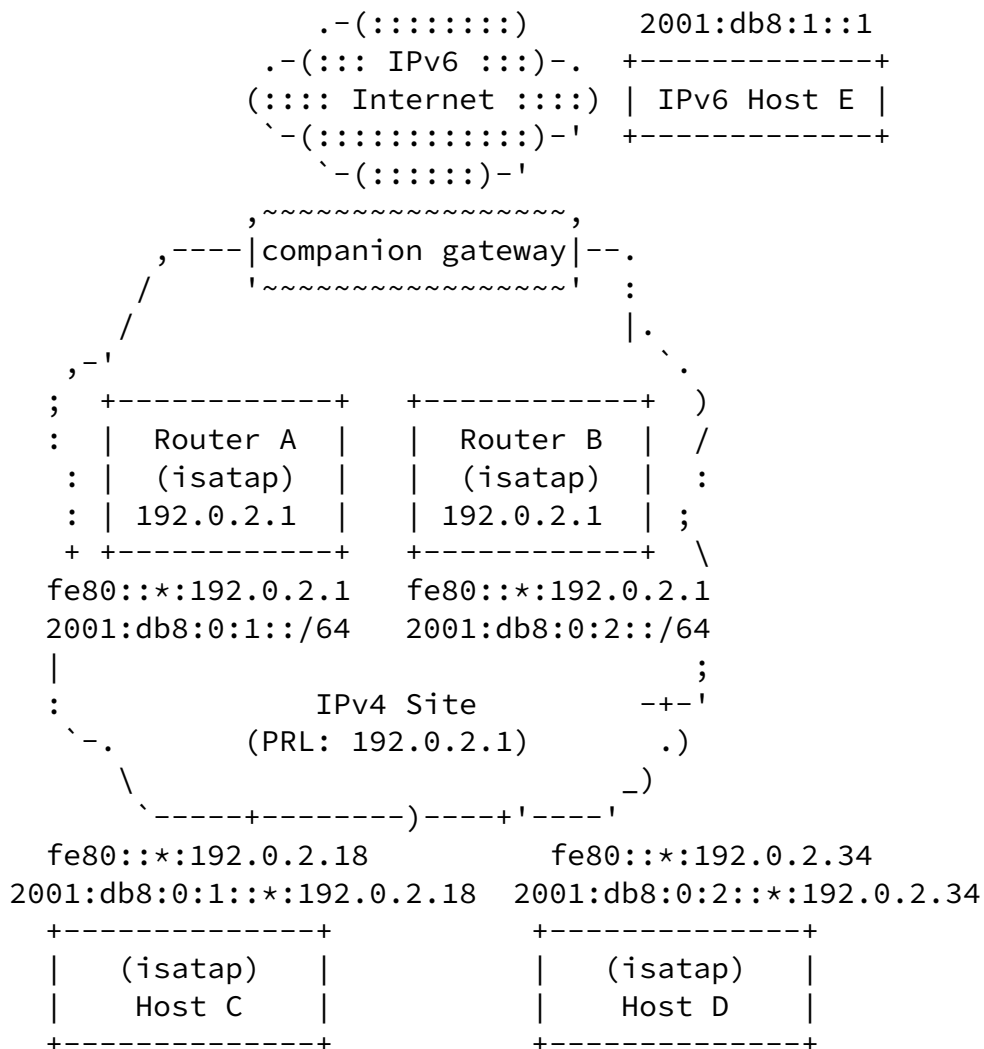 2001:db8:1::1
IPv6
Internet
IPv6 Host E
companion gateway
Router A
Router B
(isatap)
(isatap)
192.0.2.1
192.0.2.1
fe80::*:192.0.2.1
fe80::*:192.0.2.1
2001:db8:0:1::/64
2001:db8:0:2::/64
IPv4 Site
(PRL: 192.0.2.1)
fe80::*:192.0.2.18
fe80::*:192.0.2.34
2001:db8:0:1::*:192.0.2.18
2001:db8:0:2::*:192.0.2.34
(isatap)
(isatap)
Host C
Host D